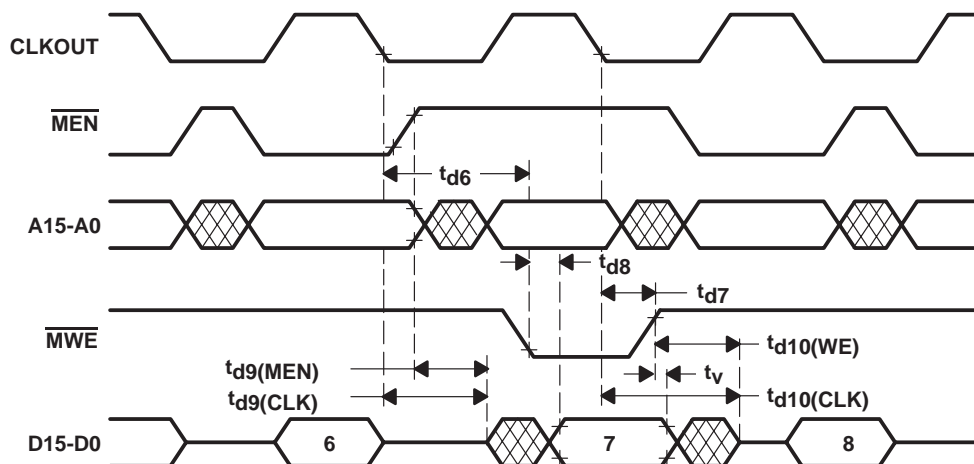 CLKOUT
MEN
td6
A15-A0
td8
td7
MWE
td10(WE)
td9(MEN)
tv
td9(CLK)
td10(CLK)
D15-D0
6
7
8